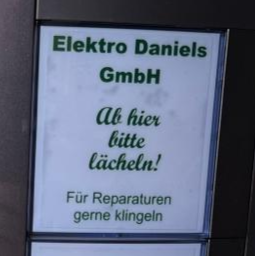 Elektro Daniels
GmbH
Ab hier
bitte
lächeln!
Für Reparaturen
gerne klingeln